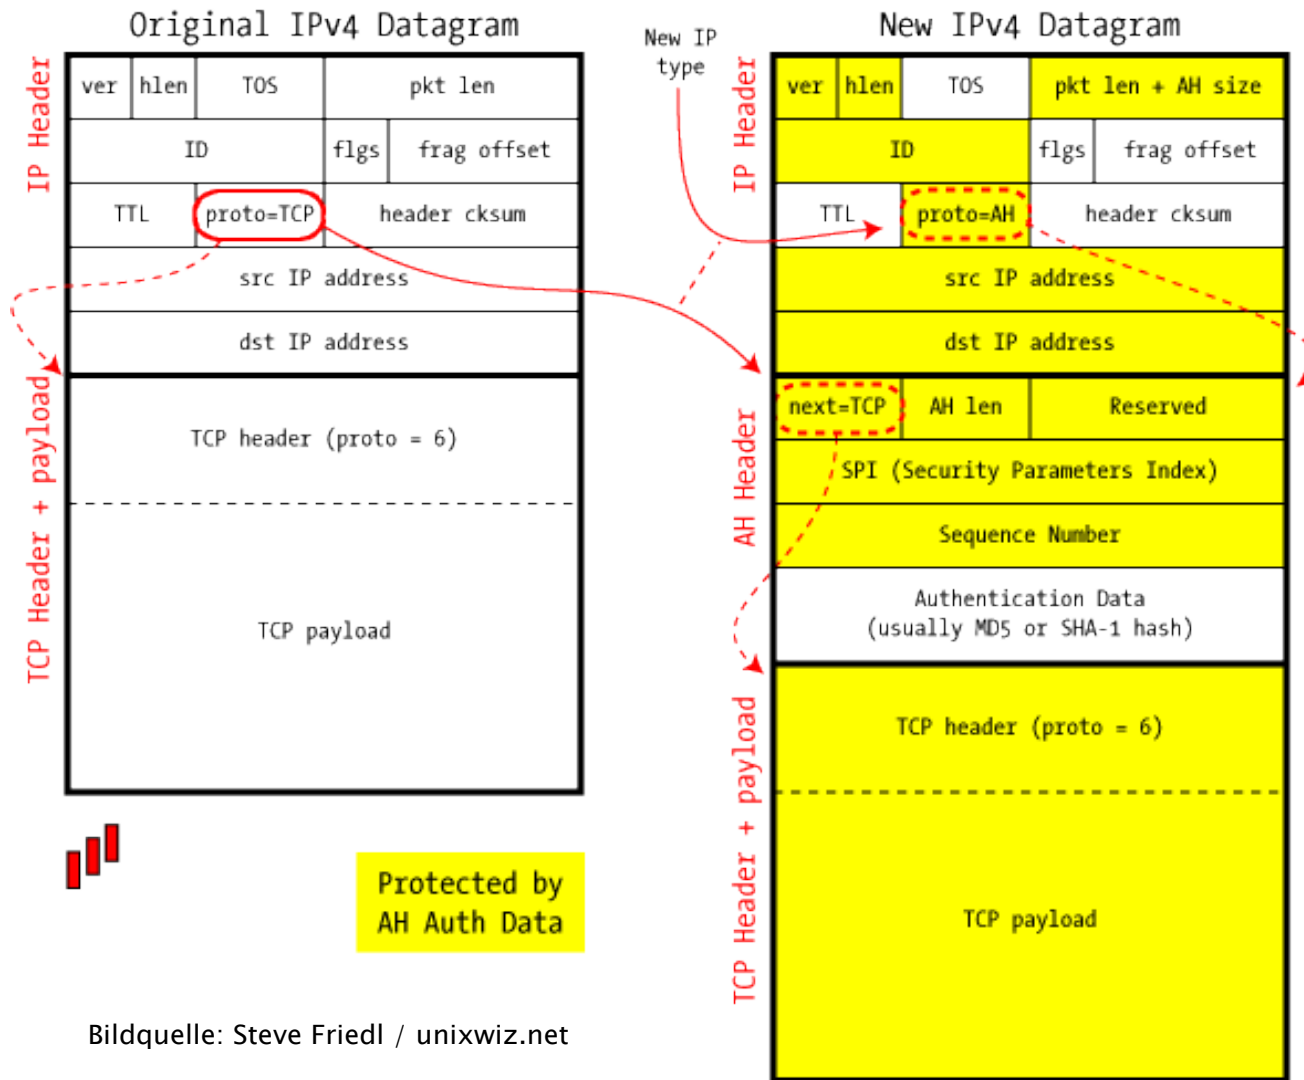 Original IPv4 Datagram
IP Header
ver hlen TOS pkt len
ID flgs frag offset
TTL proto=TCP header cksum
src IP address
dst IP address
TCP Header + payload
TCP header (proto = 6)
TCP payload
New IP
type
New IPv4 Datagram
IP Header
ver hlen TOS pkt len + AH size
ID flgs frag offset
TTL proto=AH header cksum
src IP address
dst IP address
AH Header
next=TCP AH len Reserved
SPI (Security Parameters Index)
Sequence Number
Authentication Data
(usually MD5 or SHA-1 hash)
TCP Header + payload
TCP header (proto = 6)
TCP payload
Protected by
AH Auth Data
Bildquelle: Steve Friedl / unixwiz.net